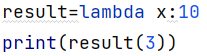 result=lambda x:10
print(result(3))